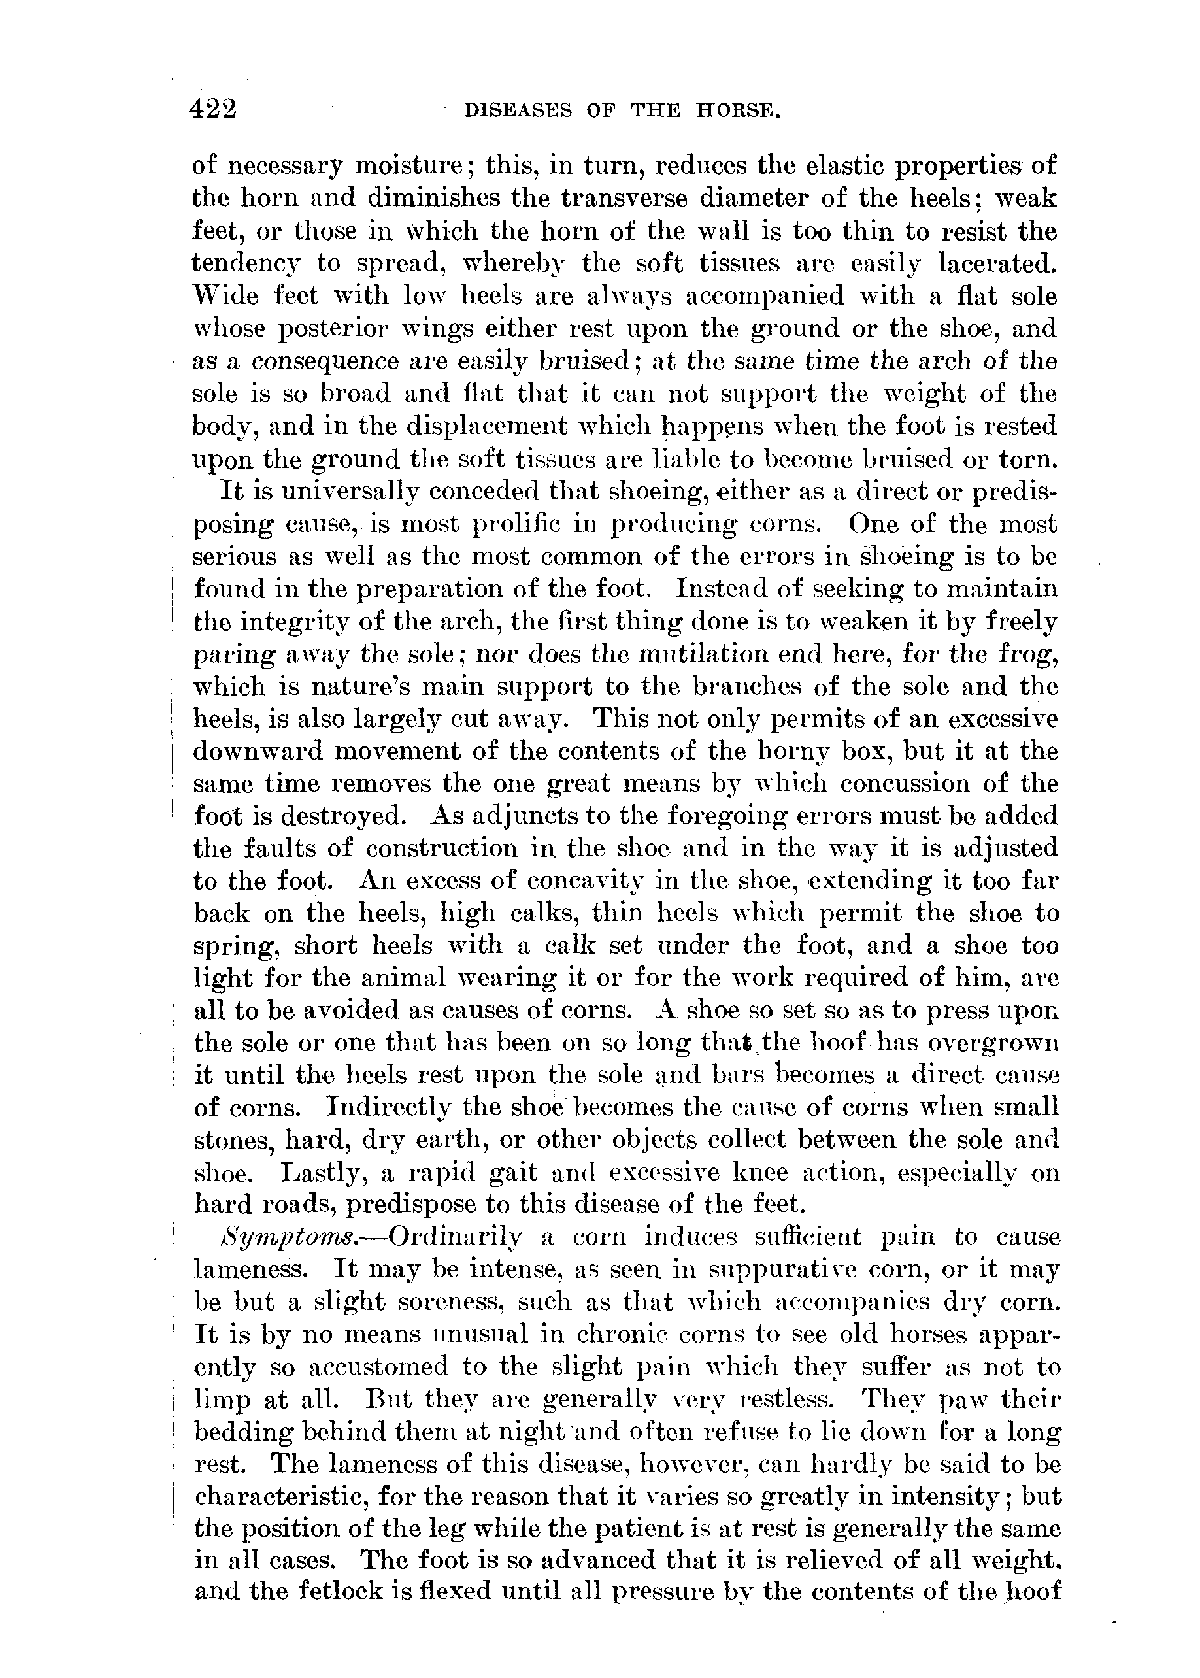 422 DISEASES OF THE HORSE.
of necessary moisture; this, in turn, reduces the elastic properties of
the horn and diminishes the transverse diameter of the heels; weak
feet, or those in which the horn of the wall is too thin to resist the
tendency to spread, whereby the soft tissues are easily lacerated.
Wide feet with low heels are always accompanied with a flat sole
whose posterior wings either rest upon the ground or the shoe, and
as a consequence are easily bruised; at the same time the arch of the
sole is so broad and flat that it can not support the weight of the
body, and in the displacement which happens when the foot is rested
upon the ground the soft tissues are liable to become bruised or torn.
It is universally conceded that shoeing, either as a direct or predis-
posing cause, is most prolific in producing corns. One of the most
serious as well as the most common of the errors in shoeing is to be
found in the preparation of the foot. Instead of seeking to maintain
the integrity of the arch, the first thing done is to weaken it by freely
paring away the sole; nor does the mutilation end here, for the frog,
which is nature's main support to the branches of the sole and the
heels, is also largely cut away. This not only permits of an excessive
downward movement of the contents of the horny box, but it at the
same time removes the one great means by which concussion of the
foot is destroyed. As adjuncts to the foregoing errors must be added
the faults of construction in the shoe and in the way it is adjusted
to the foot. An excess of concavity in the shoe, extending it too far
back on the heels, high calks, thin heels which permit the shoe to
spring, short heels with a calk set under the foot, and a shoe too
light for the animal wearing it or for the work required of him, are
all to be avoided as causes of corns. A shoe so set so as to press upon
the sole or one that has been on so long that the hoof has overgrown
it until the heels rest upon the sole and bars becomes a direct cause
of corns. Indirectly the shoe becomes the cause of corns when small
stones, hard, dry earth, or other objects collect between the sole and
shoe. Lastly, a rapid gait and excessive knee action, especially on
hard roads, predispose to this disease of the feet.
Symptoms.—Ordinarily a corn induces sufficient pain to cause
lameness. It may be intense, as seen in suppurative corn, or it may
be but a slight soreness, such as that which accompanies dry corn.
It is by no means unusual in chronic corns to see old horses appar-
ently so accustomed to the slight pain which they suffer as not to
limp at all. But they are generally very restless. They paw their
bedding behind them at night and often refuse to lie down for a long
rest. The lameness of this disease, however, can hardly be said to be
characteristic, for the reason that it varies so greatly in intensity; but
the position of the leg while the patient is at rest is generally the same
in all cases. The foot is so advanced that it is relieved of all weight,
and the fetlock is flexed until all pressure by the contents of the hoof